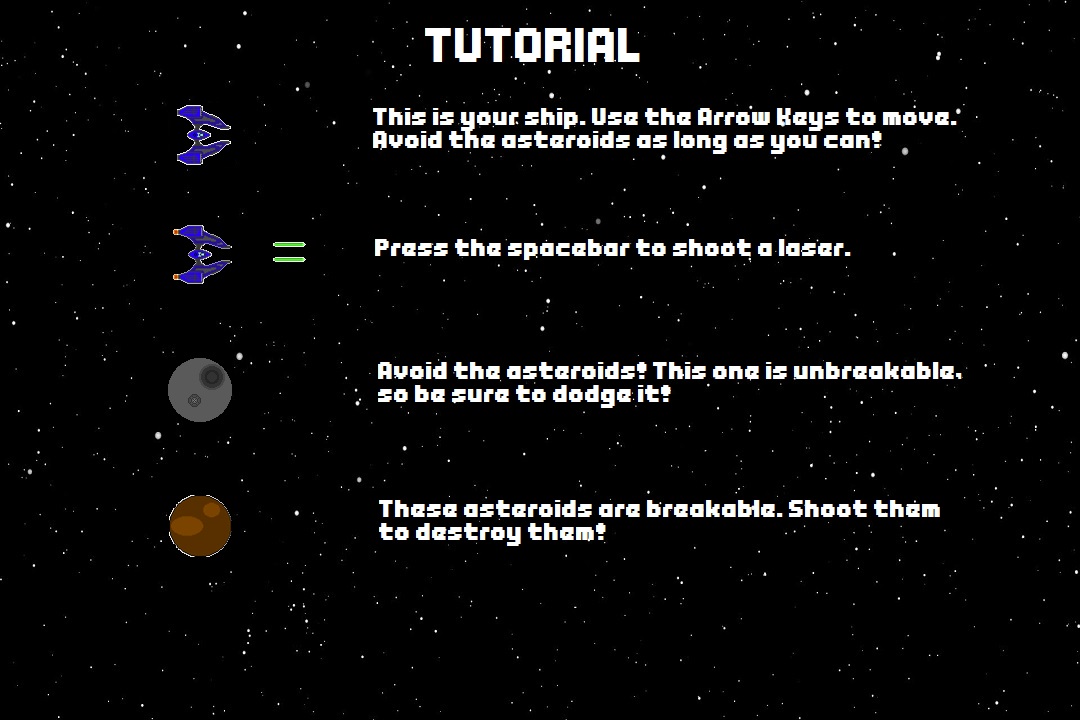 TUTORIAL
This is your ship. Use the Arrow Keys to move.
Avoid the asteroids as long as you can!
Press the spacebar to shoot a laser.
Avoid the asteroids! This one is unbreakable,
so be sure to dodge it!
These asteroids are breakable. Shoot them
to destroy them!